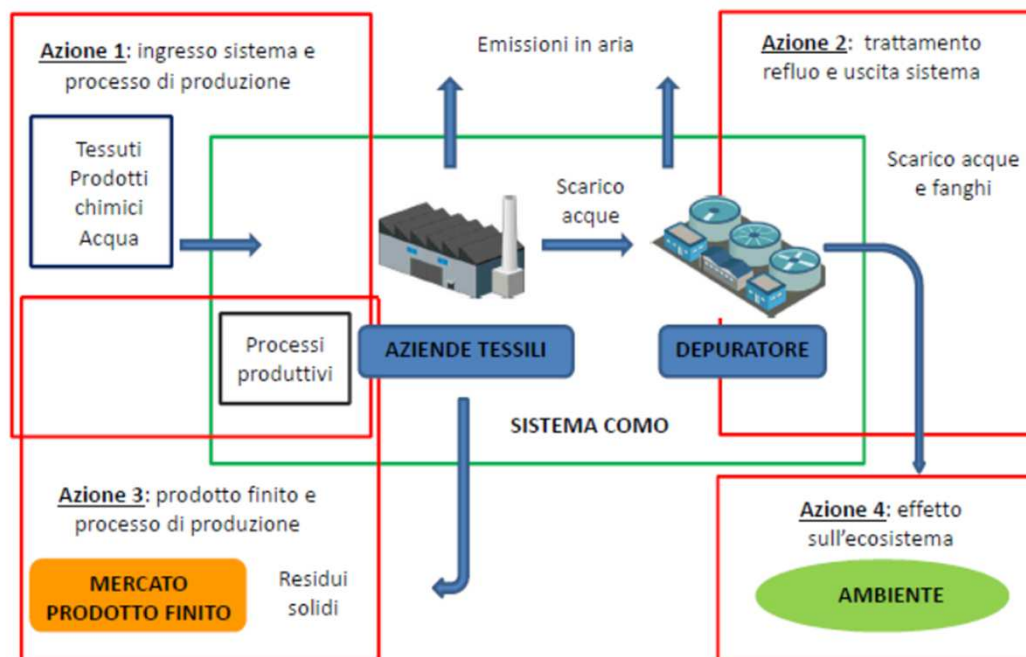 Azione 1: ingresso sistema e
processo di produzione
Emissioni in aria
Azione 2: trattamento
refluo e uscita sistema
Tessuti
Prodotti
chimici
Acqua
Scarico
acque
Scarico acque
e fanghi
Processi
produttivi
AZIENDE TESSILI
DEPURATORE
SISTEMA COMO
Azione 3: prodotto finito e
processo di produzione
Azione 4: effetto
sull'ecosistema
MERCATO
PRODOTTO FINITO
Residui
solidi
AMBIENTE